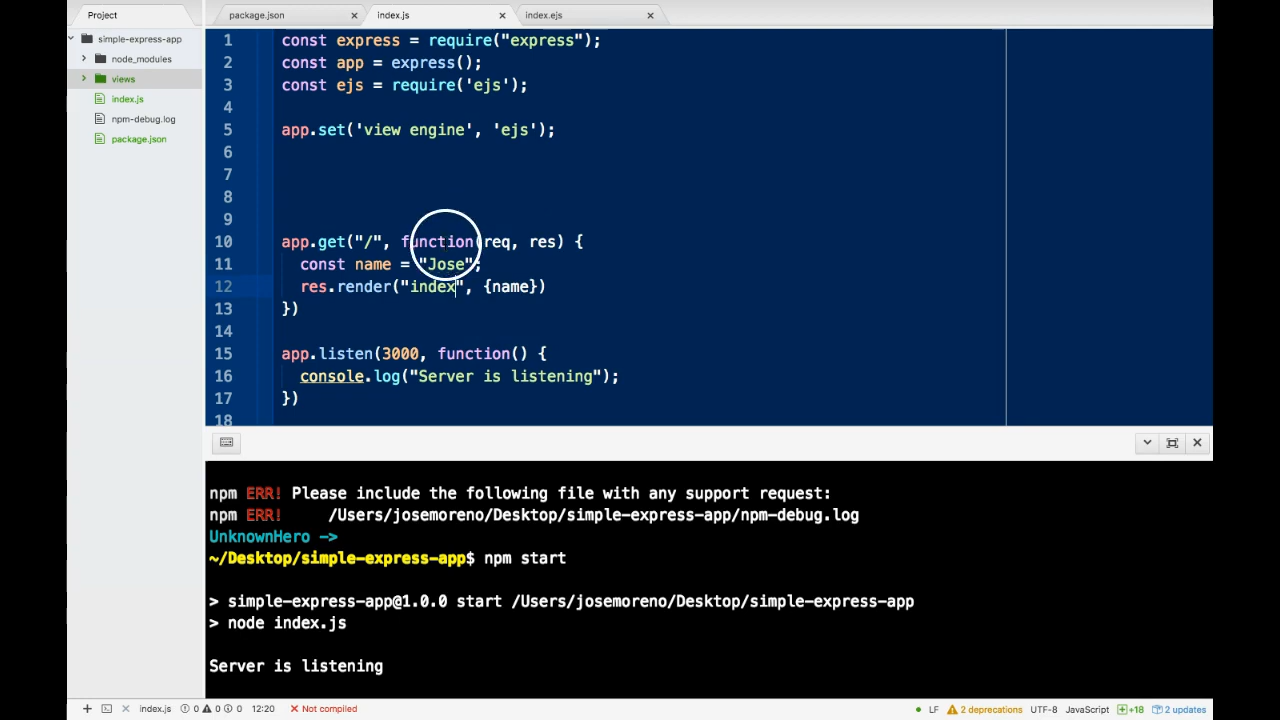 Project
package.json
index.js
index.ejs
simple-express-app
node_modules
views
index.js
npm-debug.log
package.json
1 const express = require("express");
2 const app = express();
3 const ejs = require('ejs');
4
5 app.set('view engine', 'ejs');
6
7
8
9
10 app.get("/", function(req, res) {
11 const name = "Jose";
12 res.render("index", {name})
13 })
14
15 app.listen(3000, function() {
16 console.log("Server is listening");
17 })
18
npm ERR! Please include the following file with any support request:
npm ERR! /Users/josemoreno/Desktop/simple-express-app/npm-debug.log
UnknownHero ->
~/Desktop/simple-express-app$ npm start
> simple-express-app@1.0.0 start /Users/josemoreno/Desktop/simple-express-app
> node index.js
Server is listening
index.js 0 0 0 12:20 Not compiled LF 2 deprecations UTF-8 JavaScript +18 2 updates